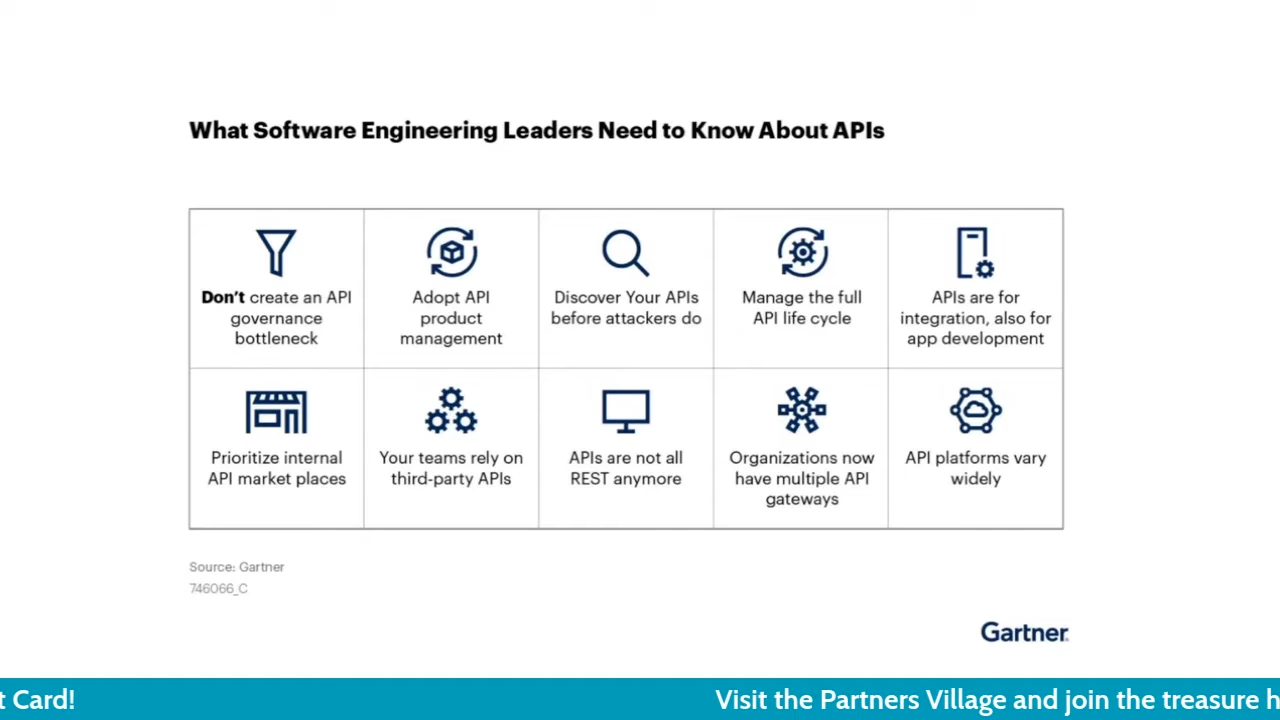 What Software Engineering Leaders Need to Know About APIs
Don't create an API
governance
bottleneck
Adopt API
product
management
Discover Your APIs
before attackers do
Manage the full
API life cycle
APIs are for
integration, also for
app development
Prioritize internal
API market places
Your teams rely on
third-party APIs
APIs are not all
REST anymore
Organizations now
have multiple API
gateways
API platforms vary
widely
Source: Gartner
746066_C
Gartner
t Card!
Visit the Partners Village and join the treasure h